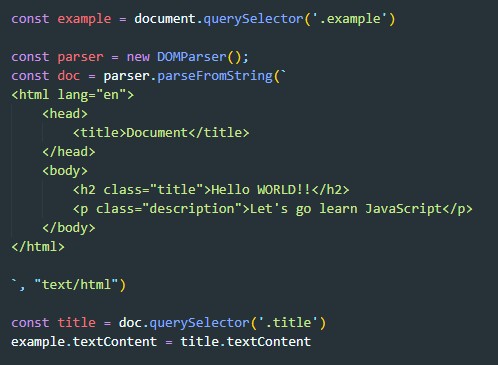 const example = document.querySelector('.example')
const parser = new DOMParser();
const doc = parser.parseFromString(`
<html lang="en">
<head>
<title>Document</title>
</head>
<body>
<h2 class="title">Hello WORLD!!</h2>
<p class="description">Let's go learn JavaScript</p>
</body>
</html>
`, "text/html")
const title = doc.querySelector('.title')
example.textContent = title.textContent